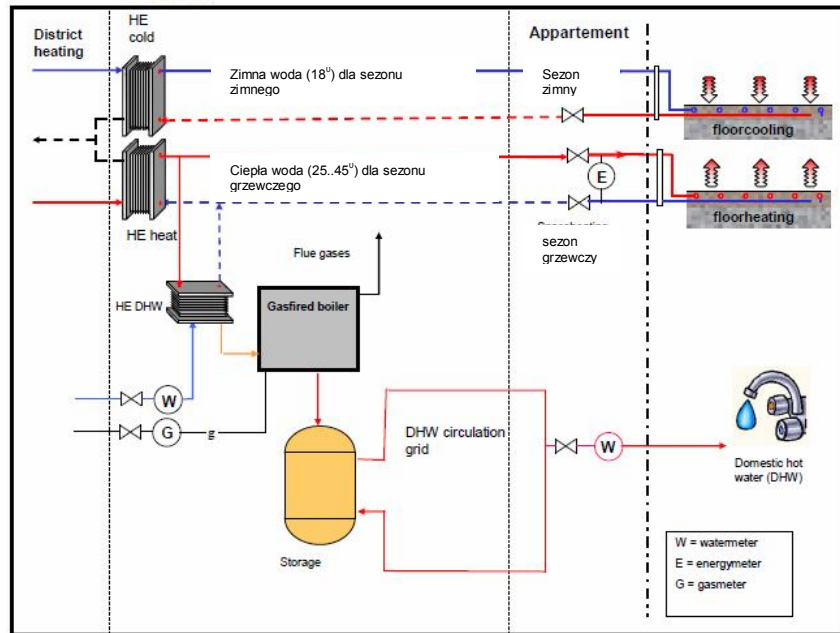 District
heating
HE
cold
Appartement
Zimna woda (18⁰) dla sezonu
zimnego
Sezon
zimny
floorcooling
Ciepła woda (25..45⁰) dla sezonu
grzewczego
E
floorheating
HE heat
sezon
grzewczy
Flue gases
HE DHW
Gasfired boiler
W
G
g
DHW circulation
grid
W
Domestic hot
water (DHW)
Storage
W = watermeter
E = energymeter
G = gasmeter